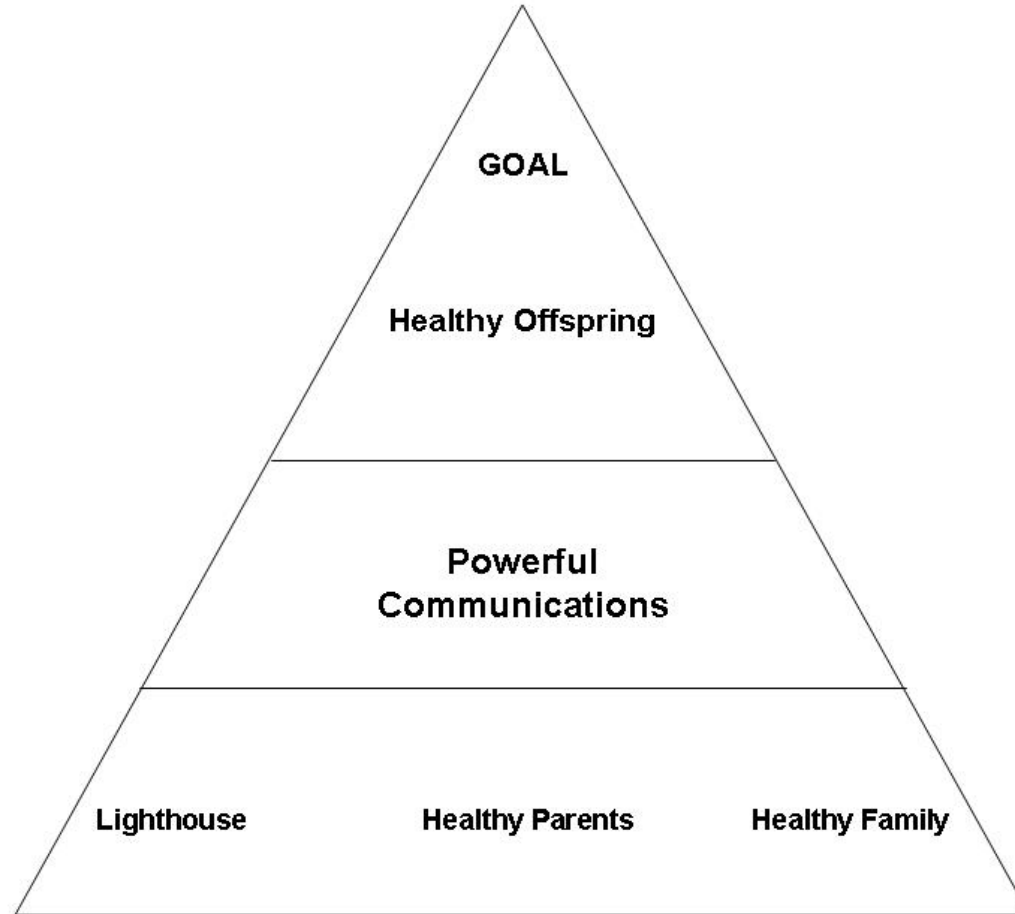 GOAL
Healthy Offspring
Powerful
Communications
Lighthouse Healthy Parents Healthy Family